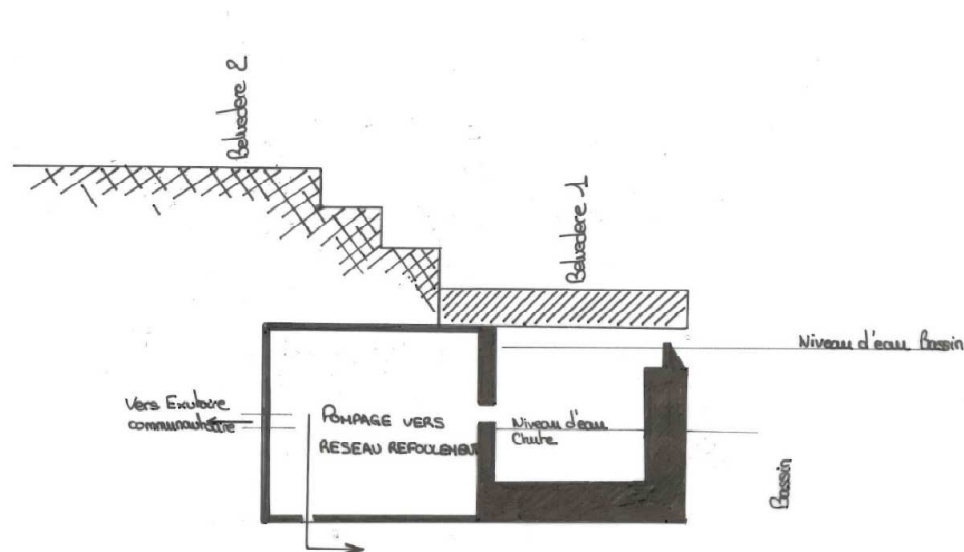 Belvedere 2
Belvedere 1
Niveau d'eau Bassin
Vers Exutoire
communautaire
POMPAGE VERS
RESEAU REFOULEMENT
Niveau d'eau
Chute
Bassin